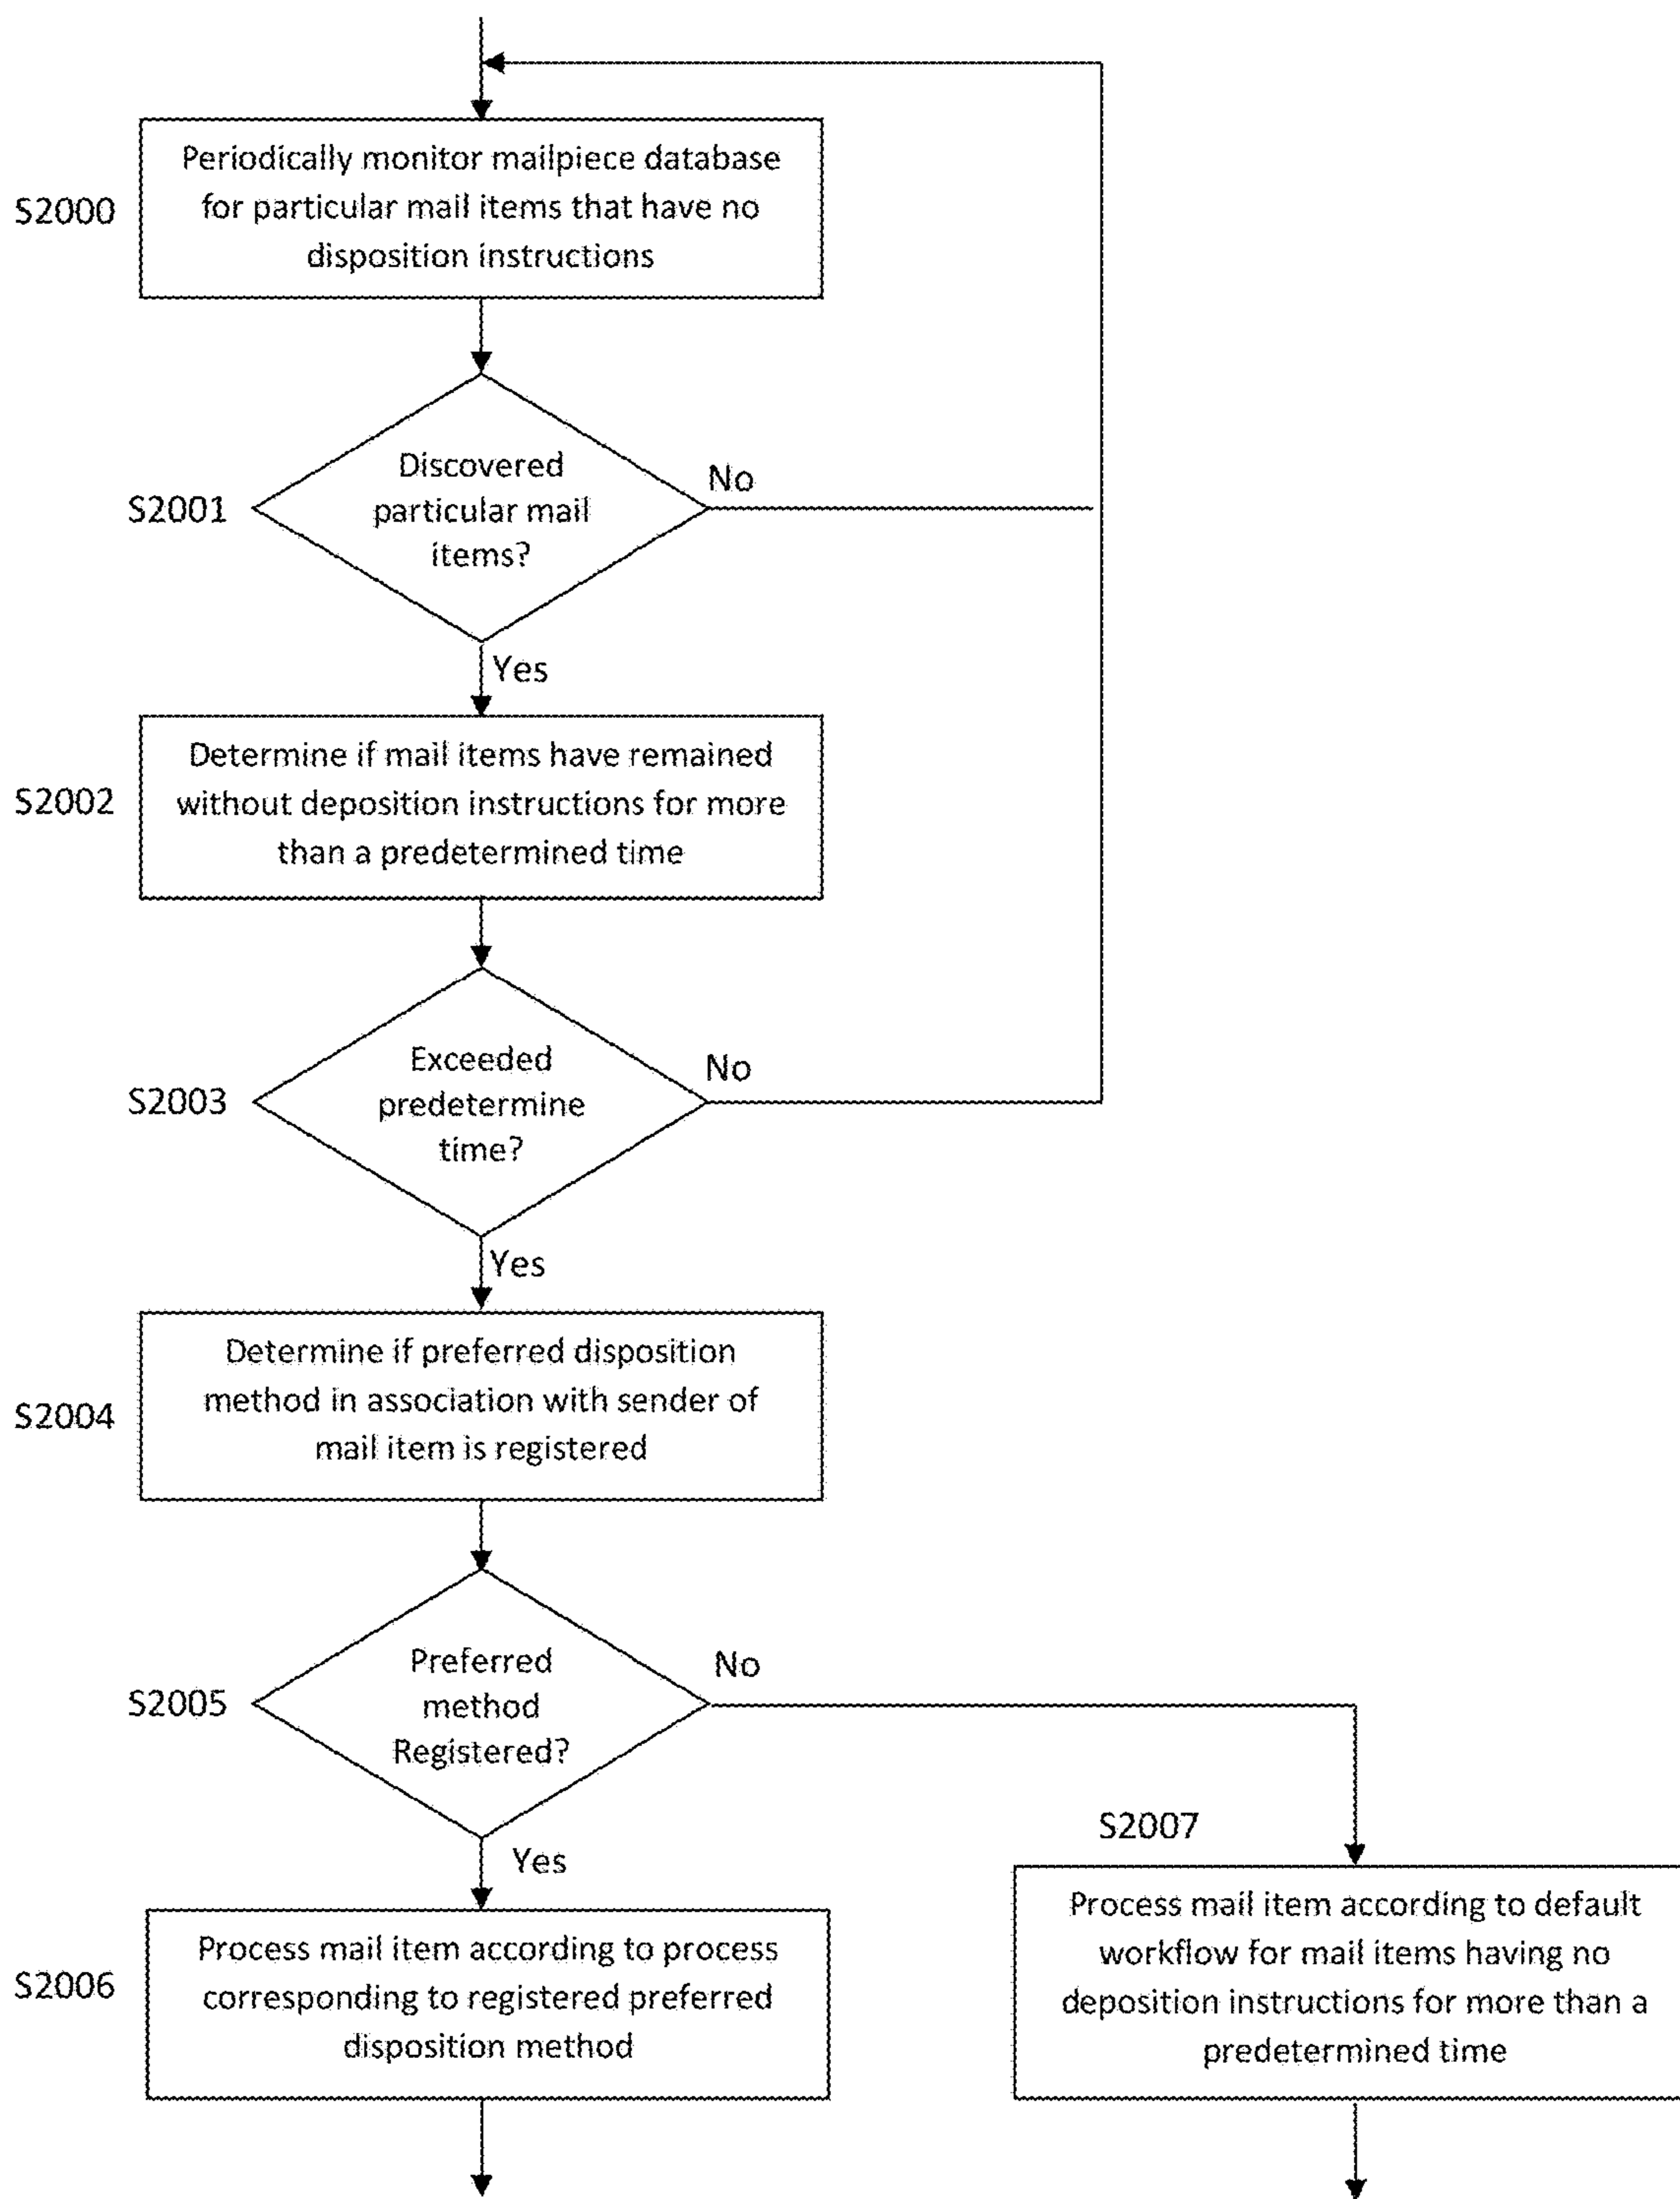 Periodically monitor mailpiece database
for particular mail items that have no
disposition instructions
S2000
Discovered
particular mail
items?
S2001
No
Yes
Determine if mail items have remained
without deposition instructions for more
than a predetermined time
S2002
Exceeded
predetermine
time?
S2003
No
Yes
Determine if preferred disposition
method in association with sender of
mail item is registered
S2004
Preferred
method
Registered?
S2005
No
Yes
S2007
Process mail item according to process
corresponding to registered preferred
disposition method
S2006
Process mail item according to default
workflow for mail items having no
deposition instructions for more than a
predetermined time